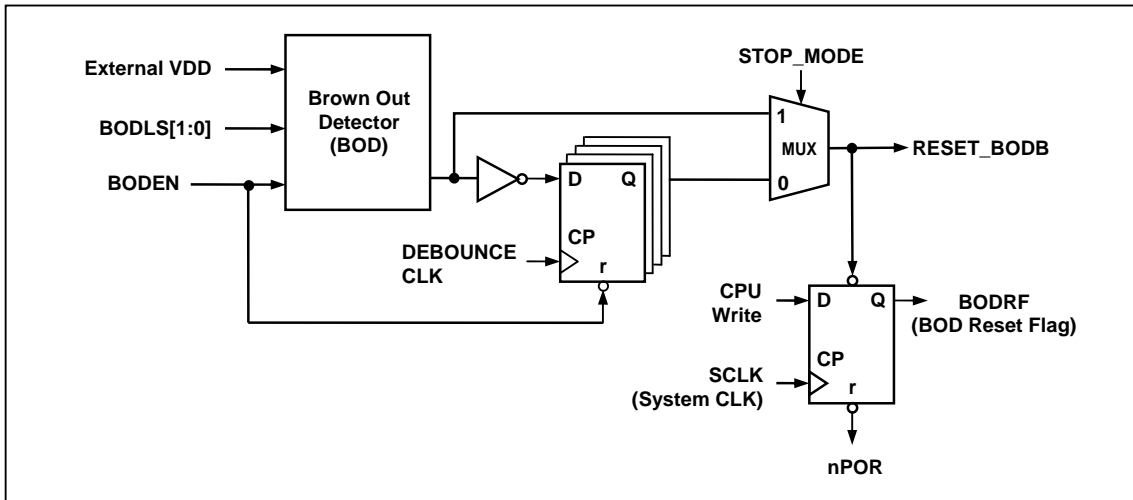 STOP_MODE
External VDD
Brown Out
Detector
(BOD)
BODLS[1:0]
1
MUX
RESET_BODB
BODEN
0
D
Q
CP
DEBOUNCE
CLK
r
CPU
Write
D
Q
BODRF
(BOD Reset Flag)
CP
SCLK
(System CLK)
r
nPOR